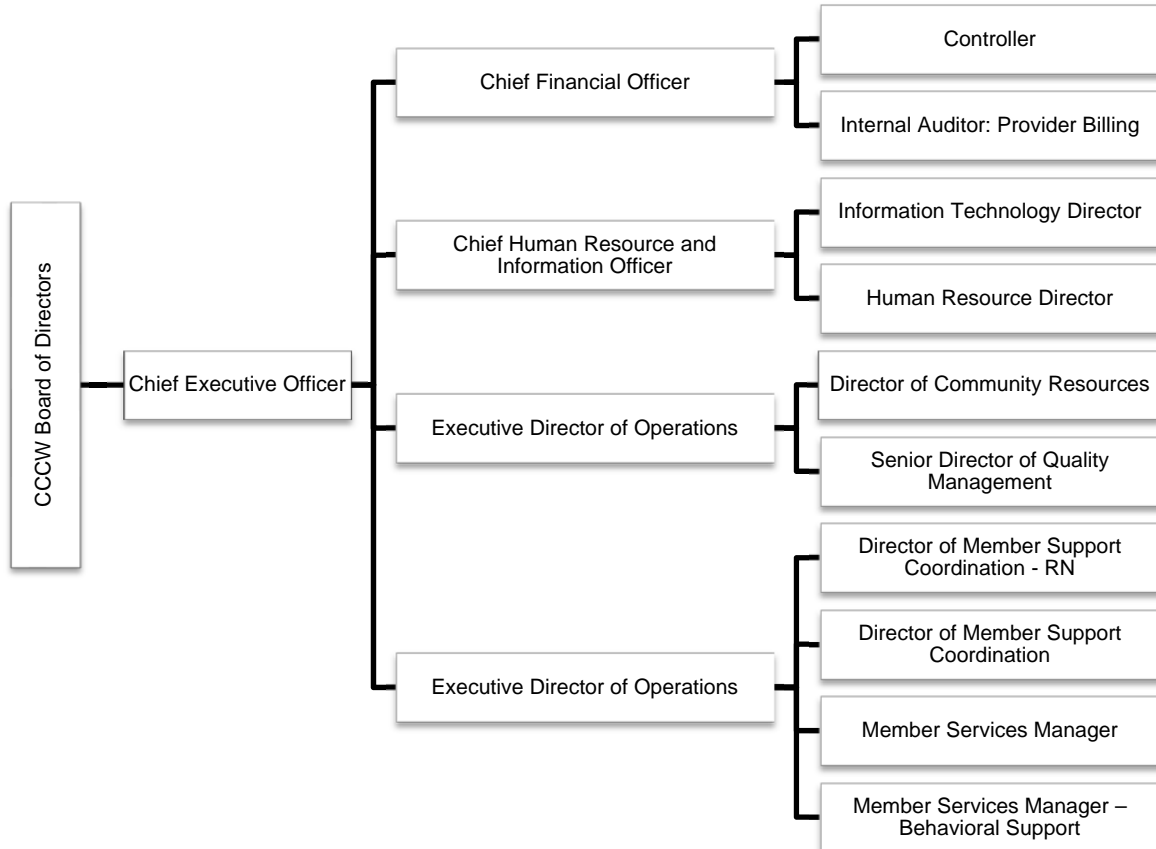 CCCW Board of Directors
Chief Executive Officer
Chief Financial Officer
Controller
Internal Auditor: Provider Billing
Chief Human Resource and
Information Officer
Information Technology Director
Human Resource Director
Executive Director of Operations
Director of Community Resources
Senior Director of Quality
Management
Executive Director of Operations
Director of Member Support
Coordination - RN
Director of Member Support
Coordination
Member Services Manager
Member Services Manager –
Behavioral Support